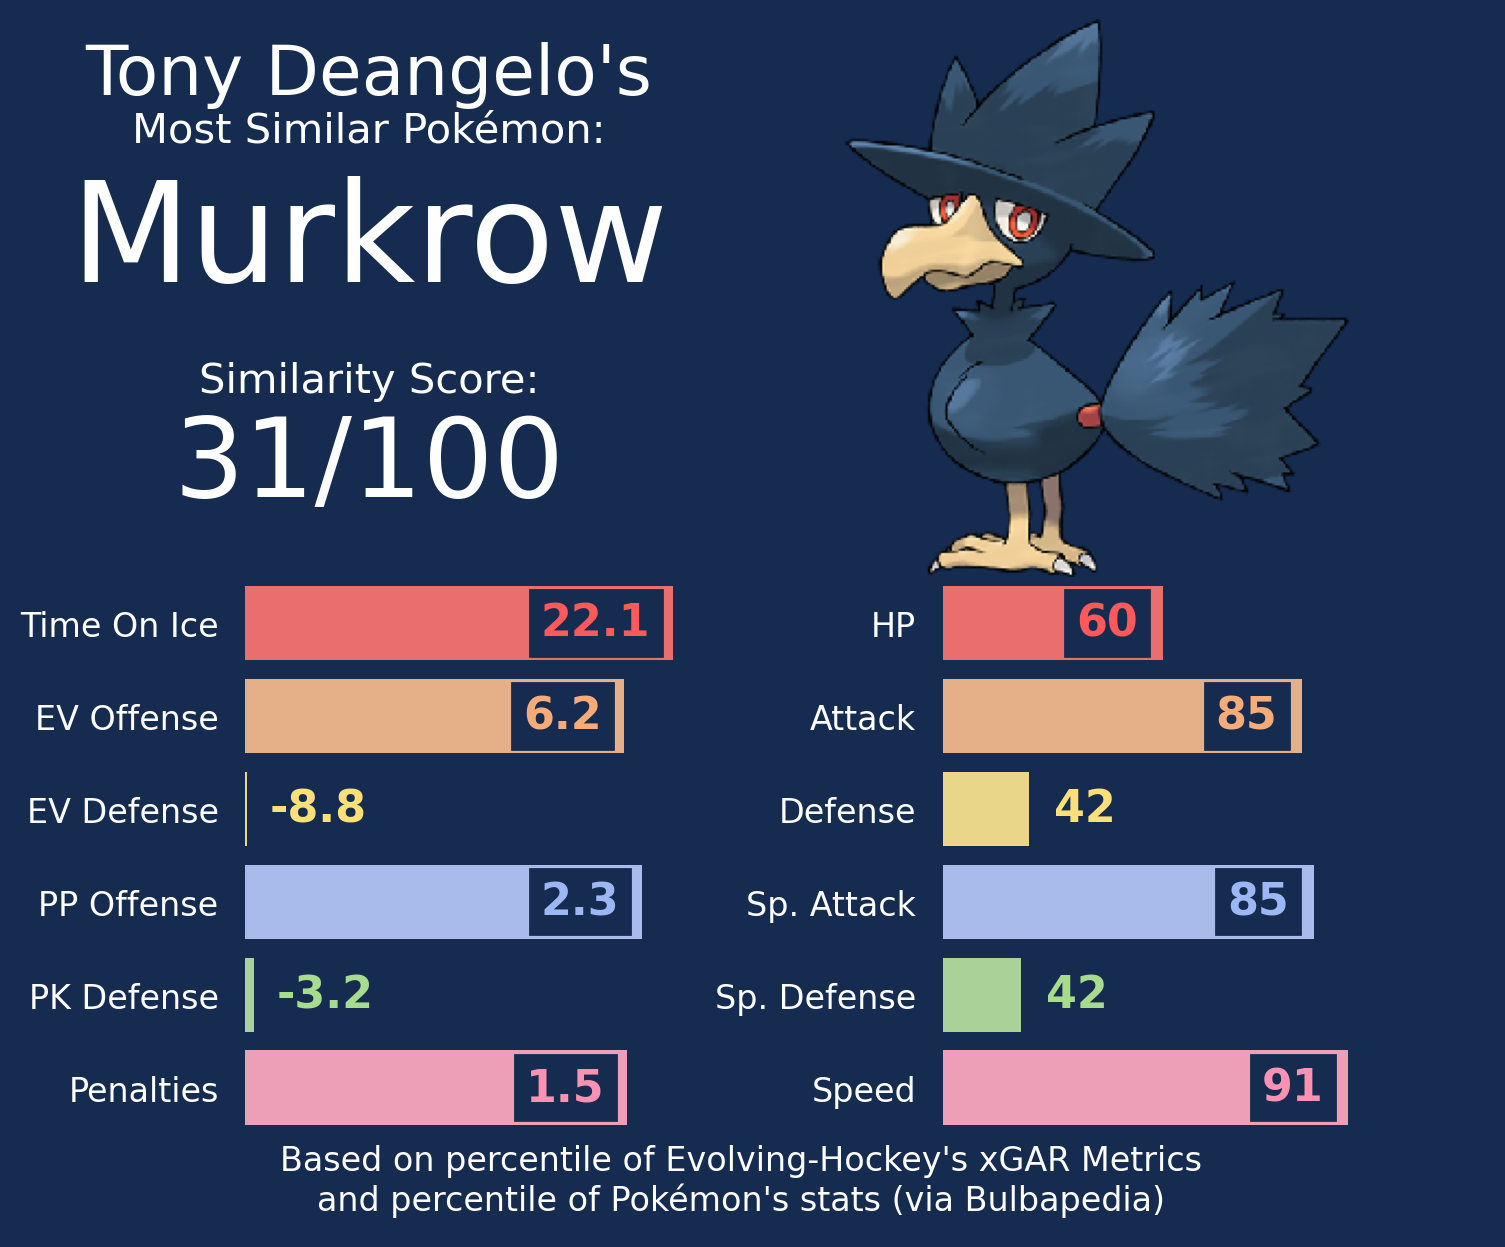 Tony Deangelo's
Most Similar Pokémon:
Murkrow
Similarity Score:
31/100
Time On Ice 22.1
EV Offense 6.2
EV Defense -8.8
PP Offense 2.3
PK Defense -3.2
Penalties 1.5
HP 60
Attack 85
Defense 42
Sp. Attack 85
Sp. Defense 42
Speed 91
Based on percentile of Evolving-Hockey's xGAR Metrics
and percentile of Pokémon's stats (via Bulbapedia)